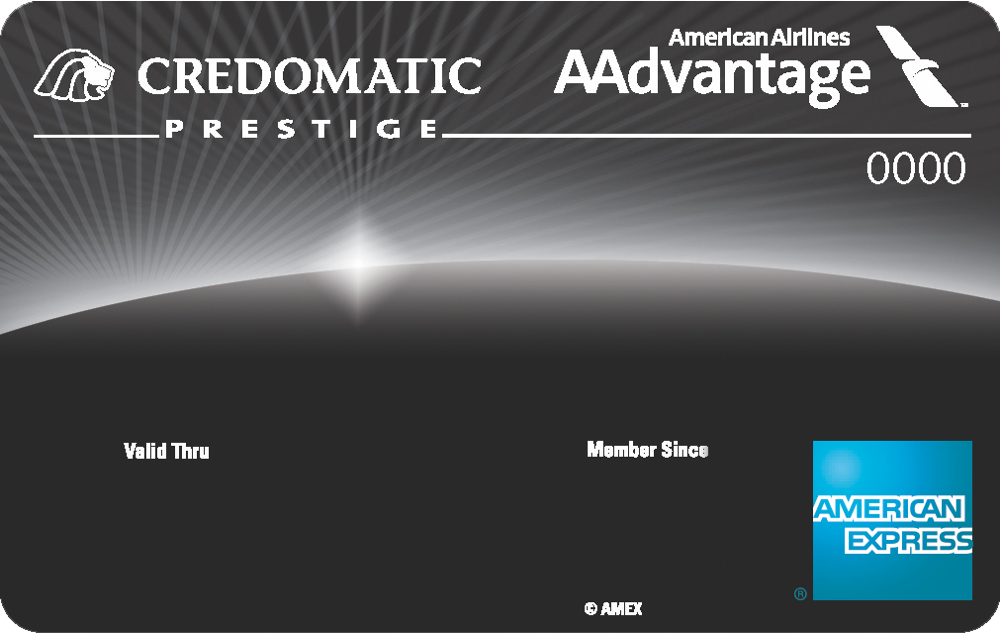 American Airlines
CREDOMATIC AAdvantage
PRESTIGE
0000
Valid Thru Member Since
AMERICAN
EXPRESS
®
© AMEX